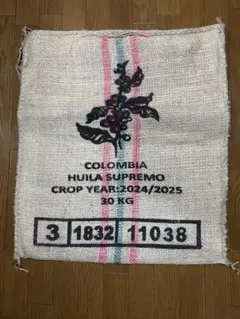 COLOMBIA
HUILA SUPREMO
CROP YEAR:2024/2025
30 KG
3 1832 11038